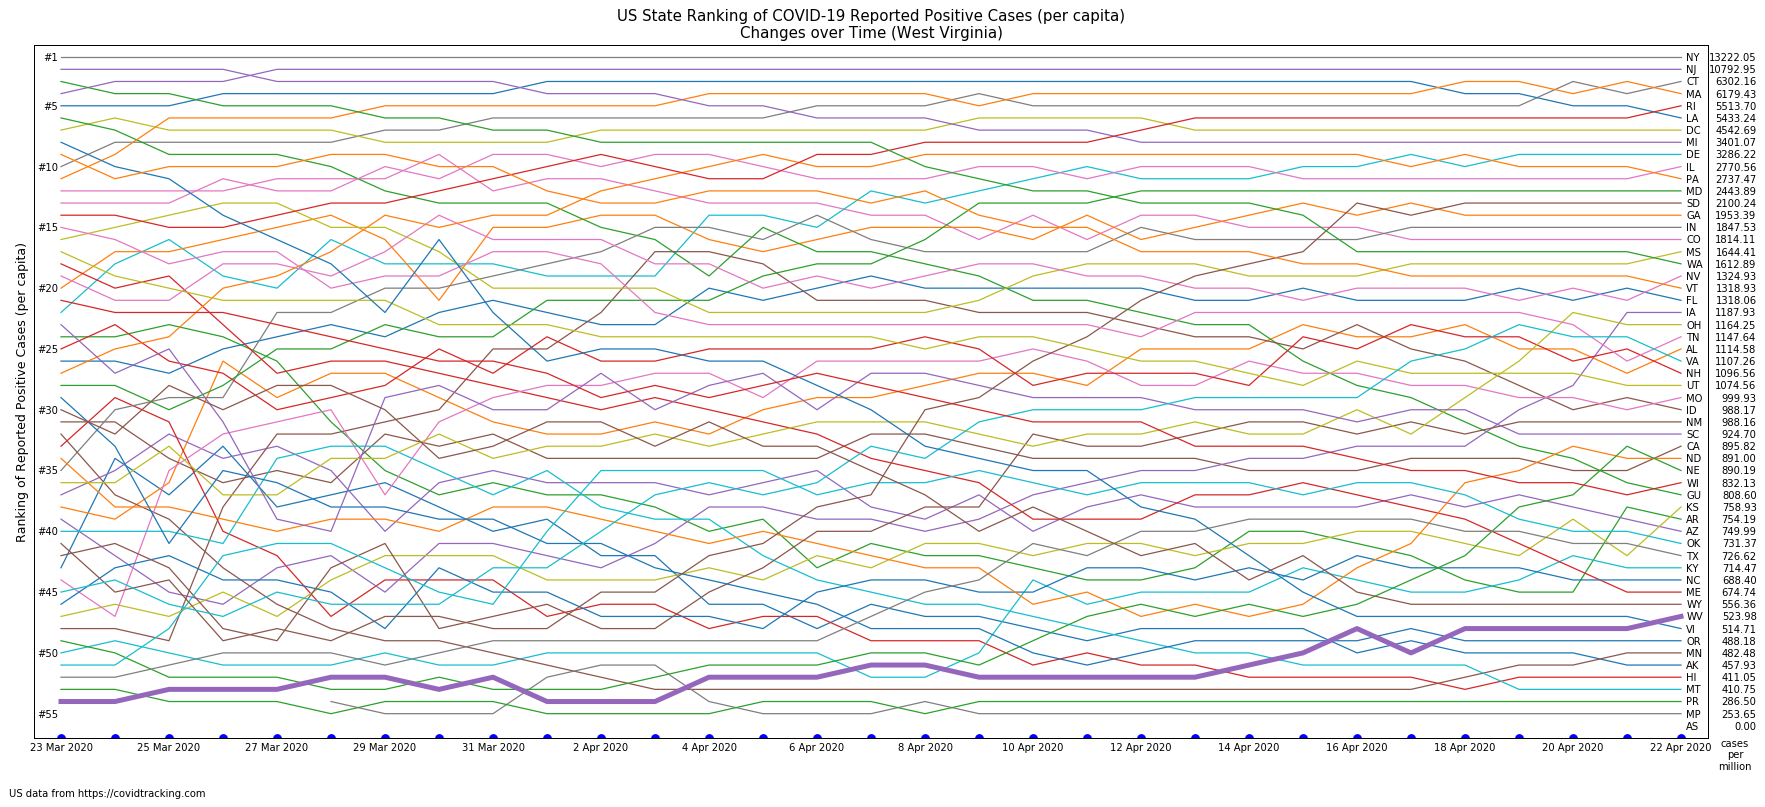 US State Ranking of COVID-19 Reported Positive Cases (per capita)
Changes over Time (West Virginia)
Ranking of Reported Positive Cases (per capita)
#1
#5
#10
#15
#20
#25
#30
#35
#40
#45
#50
#55
NY 13222.05
NJ 10792.95
CT 6302.16
MA 6179.43
RI 5513.70
LA 5433.24
DC 4542.69
MI 3401.07
DE 3286.22
IL 2770.56
PA 2737.47
MD 2443.89
SD 2100.24
GA 1953.39
IN 1847.53
CO 1814.11
MS 1644.41
WA 1612.89
NV 1324.93
VT 1318.93
FL 1318.06
IA 1187.93
OH 1164.25
TN 1147.64
AL 1114.58
VA 1107.26
NH 1096.56
UT 1074.56
MO 999.93
ID 988.17
NM 988.16
SC 924.70
CA 895.82
ND 891.00
NE 890.19
WI 832.13
GU 808.60
KS 758.93
AR 754.19
AZ 749.99
OK 731.37
TX 726.62
KY 714.47
NC 688.40
ME 674.74
WY 556.36
WV 523.98
VI 514.71
OR 488.18
MN 482.48
AK 457.93
HI 411.05
MT 410.75
PR 286.50
MP 253.65
AS 0.00
23 Mar 2020 25 Mar 2020 27 Mar 2020 29 Mar 2020 31 Mar 2020 2 Apr 2020 4 Apr 2020 6 Apr 2020 8 Apr 2020 10 Apr 2020 12 Apr 2020 14 Apr 2020 16 Apr 2020 18 Apr 2020 20 Apr 2020 22 Apr 2020
cases
per
million
US data from https://covidtracking.com